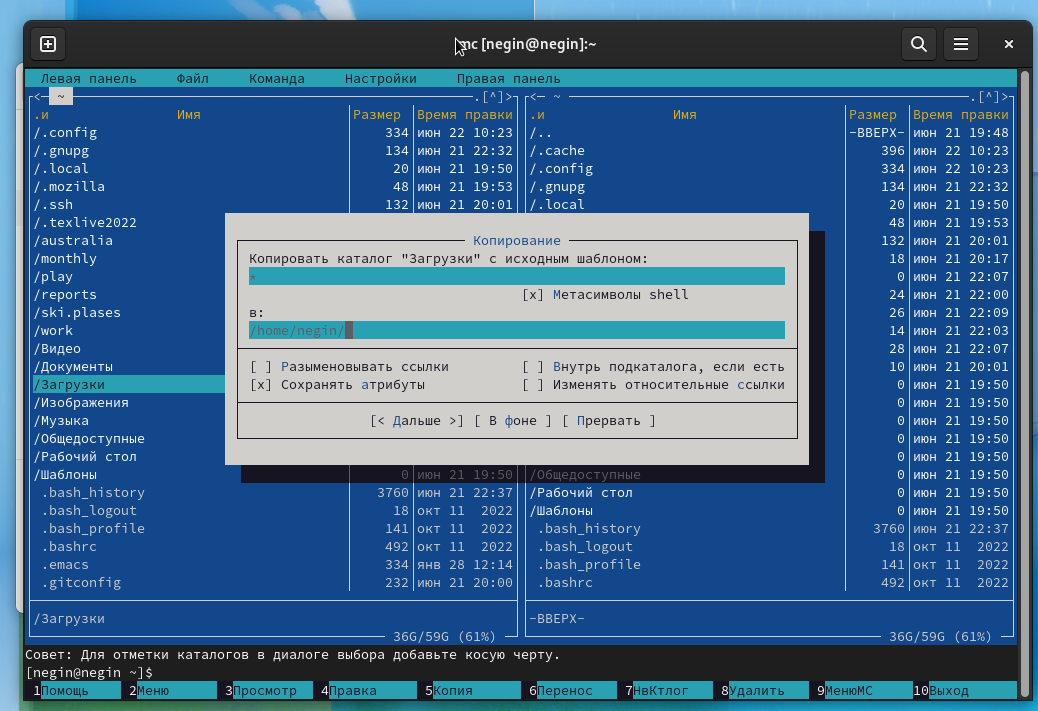 mc [negin@negin]:~
Левая панель Файл Команда Настройки Правая панель
<- ~ .[^]> <- ~ .[^]>
.и Имя Размер Время правки .и Имя Размер Время правки
/.config 334 июн 22 10:23 /.. -ВВЕРХ- июн 21 19:48
/.gnupg 134 июн 21 22:32 /.cache 396 июн 22 10:23
/.local 20 июн 21 19:50 /.config 334 июн 22 10:23
/.mozilla 48 июн 21 19:53 /.gnupg 134 июн 21 22:32
/.ssh 132 июн 21 20:01 /.local 20 июн 21 19:50
/.texlive2022 48 июн 21 19:53
/australia 132 июн 21 20:01
/monthly 18 июн 21 20:17
/play 0 июн 21 22:07
/reports 24 июн 21 22:00
/ski.plases 26 июн 21 22:09
/work 14 июн 21 22:03
/Видео 28 июн 21 22:07
/Документы 10 июн 21 20:01
/Загрузки 0 июн 21 19:50
/Изображения 0 июн 21 19:50
/Музыка 0 июн 21 19:50
/Общедоступные 0 июн 21 19:50
/Рабочий стол 0 июн 21 19:50
/Шаблоны 0 июн 21 19:50 /Общедоступные 0 июн 21 19:50
.bash_history 3760 июн 21 22:37 /Рабочий стол 0 июн 21 19:50
.bash_logout 18 окт 11 2022 /Шаблоны 0 июн 21 19:50
.bash_profile 141 окт 11 2022 .bash_history 3760 июн 21 22:37
.bashrc 492 окт 11 2022 .bash_logout 18 окт 11 2022
.emacs 334 янв 28 12:14 .bash_profile 141 окт 11 2022
.gitconfig 232 июн 21 20:00 .bashrc 492 окт 11 2022
/Загрузки -ВВЕРХ-
36G/59G (61%) 36G/59G (61%)
Копирование
Копировать каталог "Загрузки" с исходным шаблоном:
*
[x] Метасимволы shell
в:
/home/negin/
[ ] Разыменовывать ссылки [ ] Внутрь подкаталога, если есть
[x] Сохранять атрибуты [ ] Изменять относительные ссылки
[< Дальше >] [ В фоне ] [ Прервать ]
Совет: Для отметки каталогов в диалоге выбора добавьте косую черту.
[negin@negin ~]$
1Помощь 2Меню 3Просмотр 4Правка 5Копия 6Перенос 7НвКтлог 8Удалить 9МенюМС 10Выход